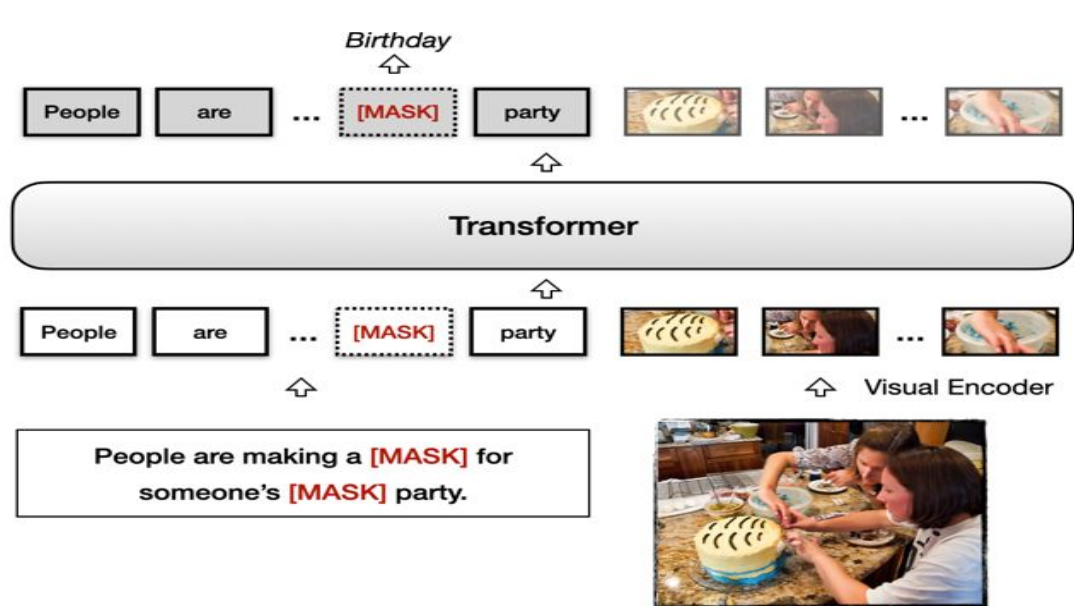 Birthday
People are ... [MASK] party ...
Transformer
People are ... [MASK] party ...
Visual Encoder
People are making a [MASK] for
someone's [MASK] party.